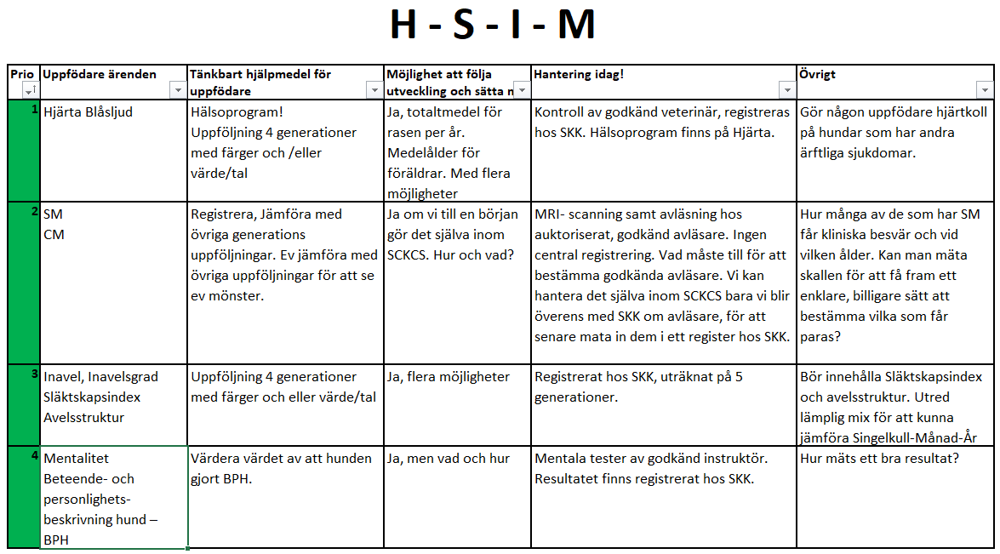 H - S - I - M
Prio
Uppfödare ärenden
Tänkbart hjälpmedel för
uppfödare
Möjlighet att följa
utveckling och sätta
Hantering idag!
Övrigt
1
Hjärta Blåsljud
Hälsoprogram!
Uppföljning 4 generationer
med färger och /eller
värde/tal
Ja, totaltmedel för
rasen per år.
Medelålder för
föräldrar. Med flera
möjligheter
Kontroll av godkänd veterinär, registreras
hos SKK. Hälsoprogram finns på Hjärta.
Gör någon uppfödare hjärtkoll
på hundar som har andra
ärftliga sjukdomar.
2
SM
CM
Registrera, Jämföra med
övriga generations
uppföljningar. Ev jämföra med
övriga uppföljningar för att se
ev mönster.
Ja om vi till en början
gör det själva inom
SCKCS. Hur och vad?
MRI- scanning samt avläsning hos
auktoriserat, godkänd avläsare. Ingen
central registrering. Vad måste till för att
bestämma godkända avläsare. Vi kan
hantera det själva inom SCKCS bara vi blir
överens med SKK om avläsare, för att
senare mata in dem i ett register hos SKK.
Hur många av de som har SM
får kliniska besvär och vid
vilken ålder. Kan man mäta
skallen för att få fram ett
enklare, billigare sätt att
bestämma vilka som får
paras?
3
Inavel, Inavelsgrad
Släktskapsindex
Avelsstruktur
Uppföljning 4 generationer
med färger och eller värde/tal
Ja, flera möjligheter
Registrerat hos SKK, uträknat på 5
generationer.
Bör innehålla Släktskapsindex
och avelsstruktur. Utred
lämplig mix för att kunna
jämföra Singelkull-Månad-År
4
Mentalitet
Beteende- och
personlighets-
beskrivning hund –
BPH
Värdera värdet av att hunden
gjort BPH.
Ja, men vad och hur
Mentala tester av godkänd instruktör.
Resultatet finns registrerat hos SKK.
Hur mäts ett bra resultat?